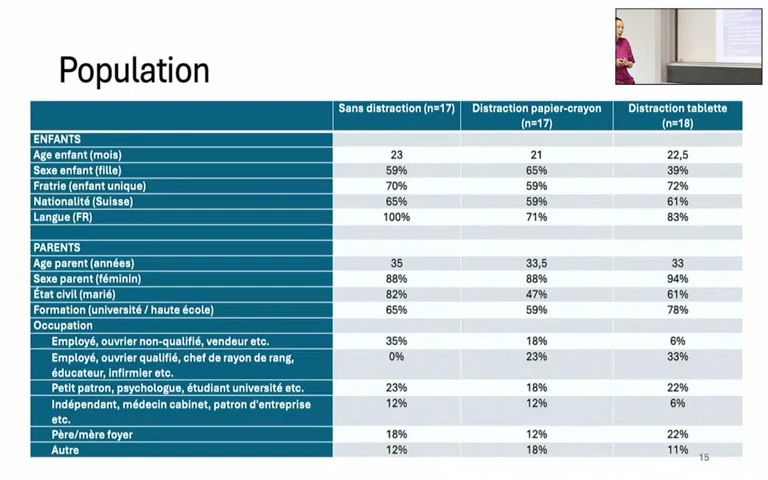 Population
Sans distraction (n=17) Distraction papier-crayon (n=17) Distraction tablette (n=18)
ENFANTS
Age enfant (mois) 23 21 22,5
Sexe enfant (fille) 59% 65% 39%
Fratrie (enfant unique) 70% 59% 72%
Nationalité (Suisse) 65% 59% 61%
Langue (FR) 100% 71% 83%
PARENTS
Age parent (années) 35 33,5 33
Sexe parent (féminin) 88% 88% 94%
État civil (marié) 82% 47% 61%
Formation (université / haute école) 65% 59% 78%
Occupation
Employé, ouvrier non-qualifié, vendeur etc. 35% 18% 6%
Employé, ouvrier qualifié, chef de rayon de rang, éducateur, infirmier etc. 0% 23% 33%
Petit patron, psychologue, étudiant université etc. 23% 18% 22%
Indépendant, médecin cabinet, patron d'entreprise etc. 12% 12% 6%
Père/mère foyer 18% 12% 22%
Autre 12% 18% 11%
15